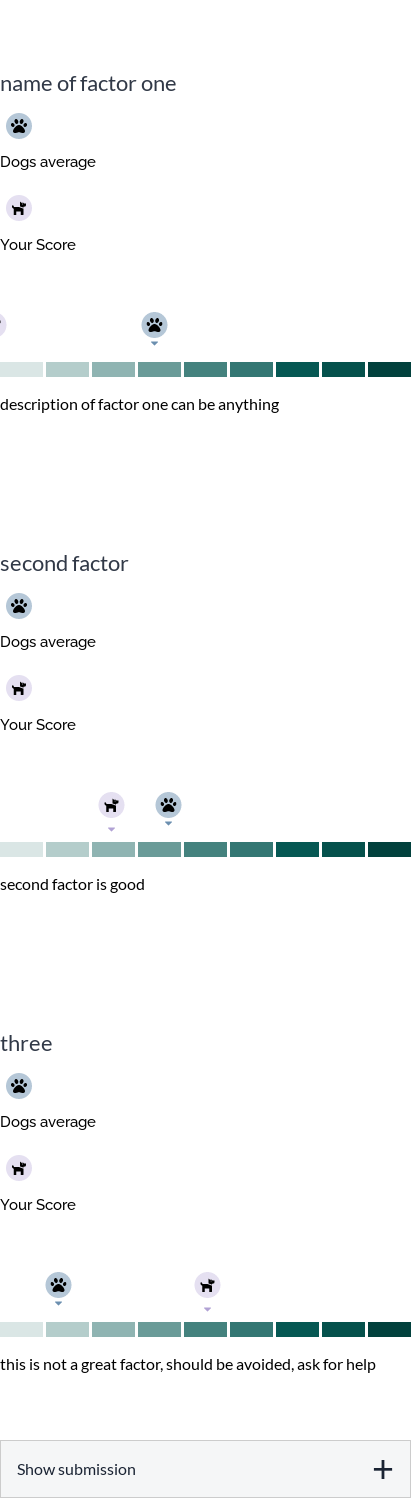 name of factor one
Dogs average
Your Score
description of factor one can be anything
second factor
Dogs average
Your Score
second factor is good
three
Dogs average
Your Score
this is not a great factor, should be avoided, ask for help
Show submission